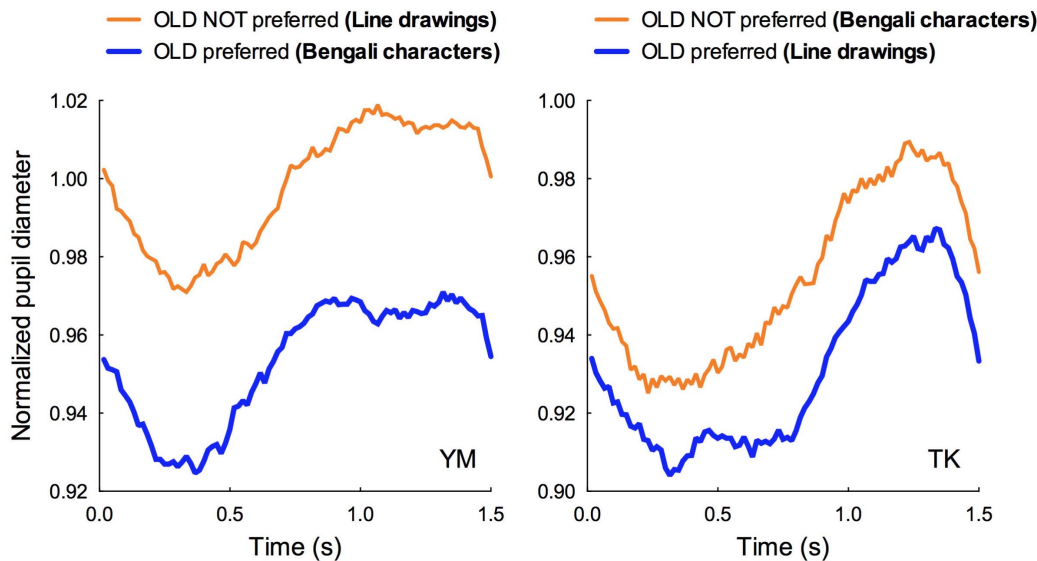 OLD NOT preferred (Line drawings)
OLD preferred (Bengali characters)
OLD NOT preferred (Bengali characters)
OLD preferred (Line drawings)
Normalized pupil diameter
1.02
1.00
0.98
0.96
0.94
0.92
YM
0.0 0.5 1.0 1.5
Time (s)
1.00
0.98
0.96
0.94
0.92
0.90
TK
0.0 0.5 1.0 1.5
Time (s)